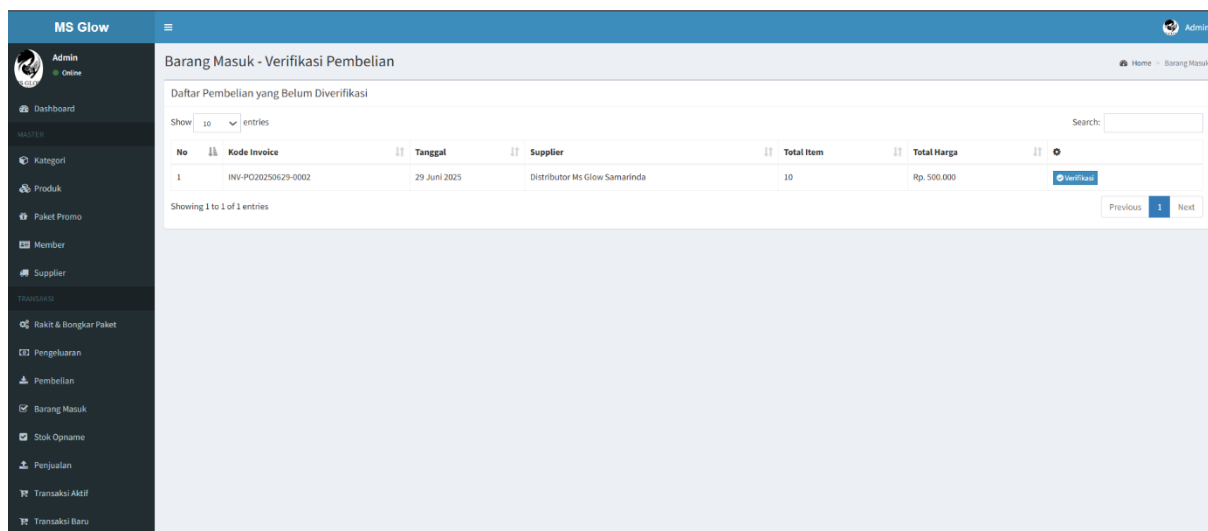 MS Glow
Admin
Admin
Online
Dashboard
MASTER
Kategori
Produk
Paket Promo
Member
Supplier
TRANSAKSI
Rakit & Bongkar Paket
Pengeluaran
Pembelian
Barang Masuk
Stok Opname
Penjualan
Transaksi Aktif
Transaksi Baru
Barang Masuk - Verifikasi Pembelian
Home > Barang Masuk
Daftar Pembelian yang Belum Diverifikasi
Show 10 entries Search:
No Kode Invoice Tanggal Supplier Total Item Total Harga
1 INV-PO20250629-0002 29 Juni 2025 Distributor Ms Glow Samarinda 10 Rp. 500.000 Verifikasi
Showing 1 to 1 of 1 entries Previous 1 Next